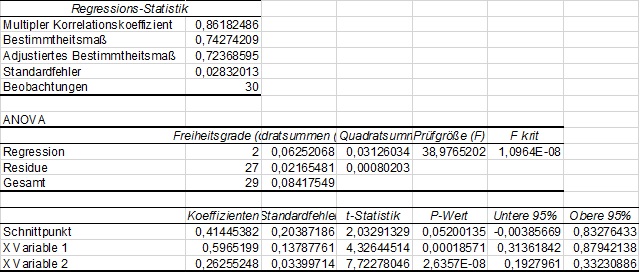 Regressions-Statistik
Multipler Korrelationskoeffizient 0,86182486
Bestimmtheitsmaß 0,74274209
Adjustiertes Bestimmtheitsmaß 0,72368595
Standardfehler 0,02832013
Beobachtungen 30
ANOVA
Freiheitsgrade (dratsummen ( Quadratsumm Prüfgröße (F) F krit
Regression 2 0,06252068 0,03126034 38,9765202 1,0964E-08
Residue 27 0,02165481 0,00080203
Gesamt 29 0,08417549
Koeffizienten Standardfehler t-Statistik P-Wert Untere 95% Obere 95%
Schnittpunkt 0,41445382 0,20387186 2,03291329 0,05200135 -0,00385669 0,83276433
X Variable 1 0,5965199 0,13787761 4,32644514 0,00018571 0,31361842 0,87942138
X Variable 2 0,26255248 0,03399714 7,72278046 2,6357E-08 0,1927961 0,33230886